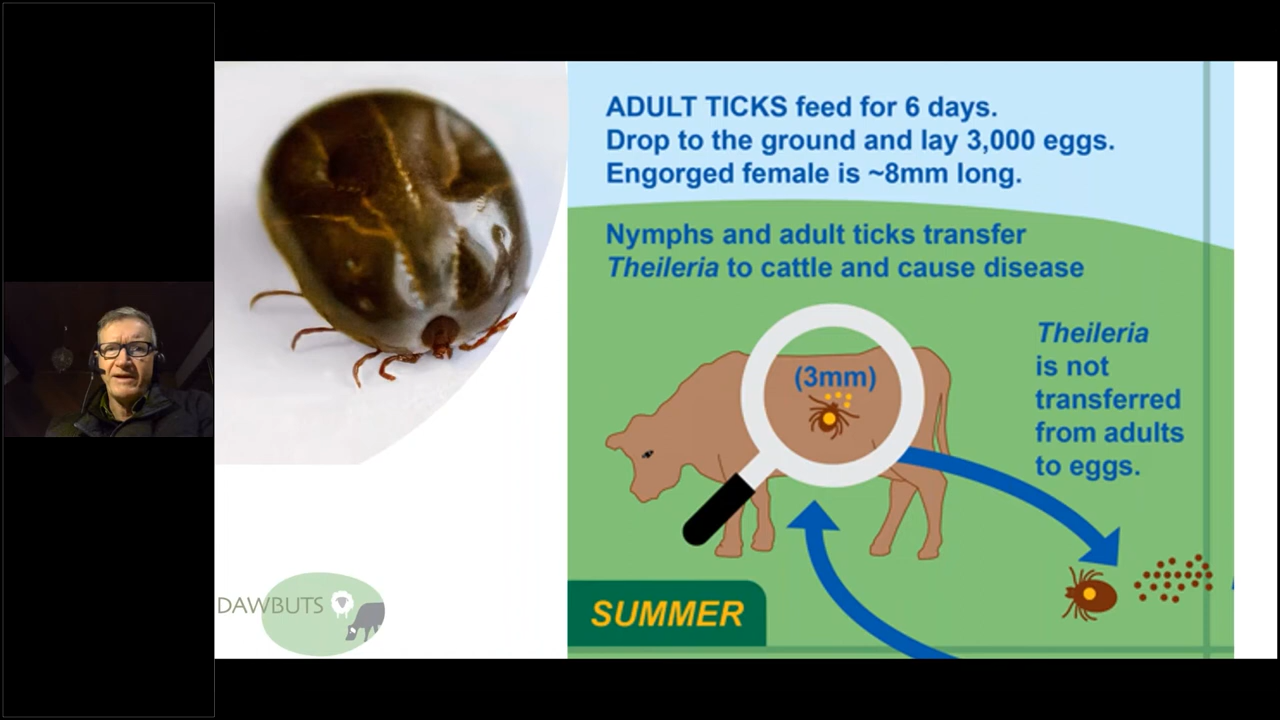 ADULT TICKS feed for 6 days.
Drop to the ground and lay 3,000 eggs.
Engorged female is ~8mm long.
Nymphs and adult ticks transfer
Theileria to cattle and cause disease
(3mm)
Theileria
is not
transferred
from adults
to eggs.
SUMMER
DAWBUTS